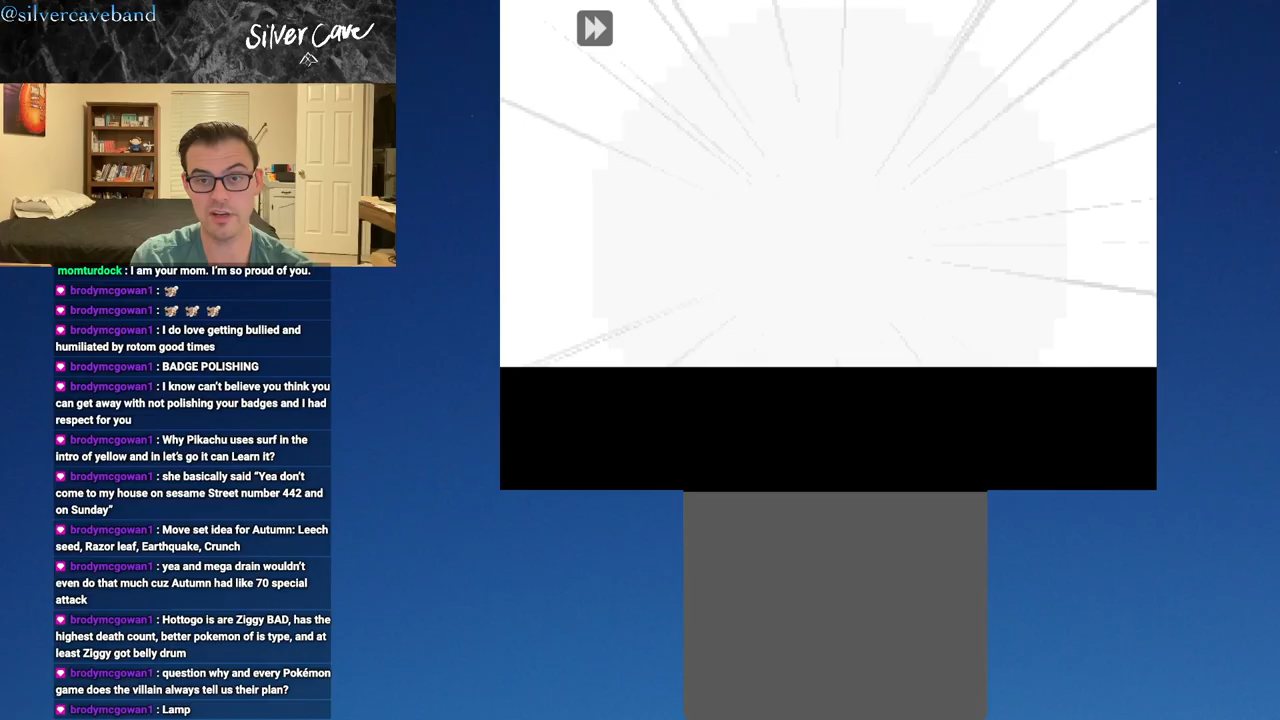 @silvercaveband
Silver Cave
momturdock : I am your mom. I'm so proud of you.
brodymcgowan1 :
brodymcgowan1 :
brodymcgowan1 : I do love getting bullied and
humiliated by rotom good times
brodymcgowan1 : BADGE POLISHING
brodymcgowan1 : I know can't believe you think you
can get away with not polishing your badges and I had
respect for you
brodymcgowan1 : Why Pikachu uses surf in the
intro of yellow and in let's go it can Learn it?
brodymcgowan1 : she basically said “Yea don't
come to my house on sesame Street number 442 and
on Sunday”
brodymcgowan1 : Move set idea for Autumn: Leech
seed, Razor leaf, Earthquake, Crunch
brodymcgowan1 : yea and mega drain wouldn't
even do that much cuz Autumn had like 70 special
attack
brodymcgowan1 : Hottogo is are Ziggy BAD, has the
highest death count, better pokemon of is type, and at
least Ziggy got belly drum
brodymcgowan1 : question why and every Pokémon
game does the villain always tell us their plan?
brodymcgowan1 : Lamp